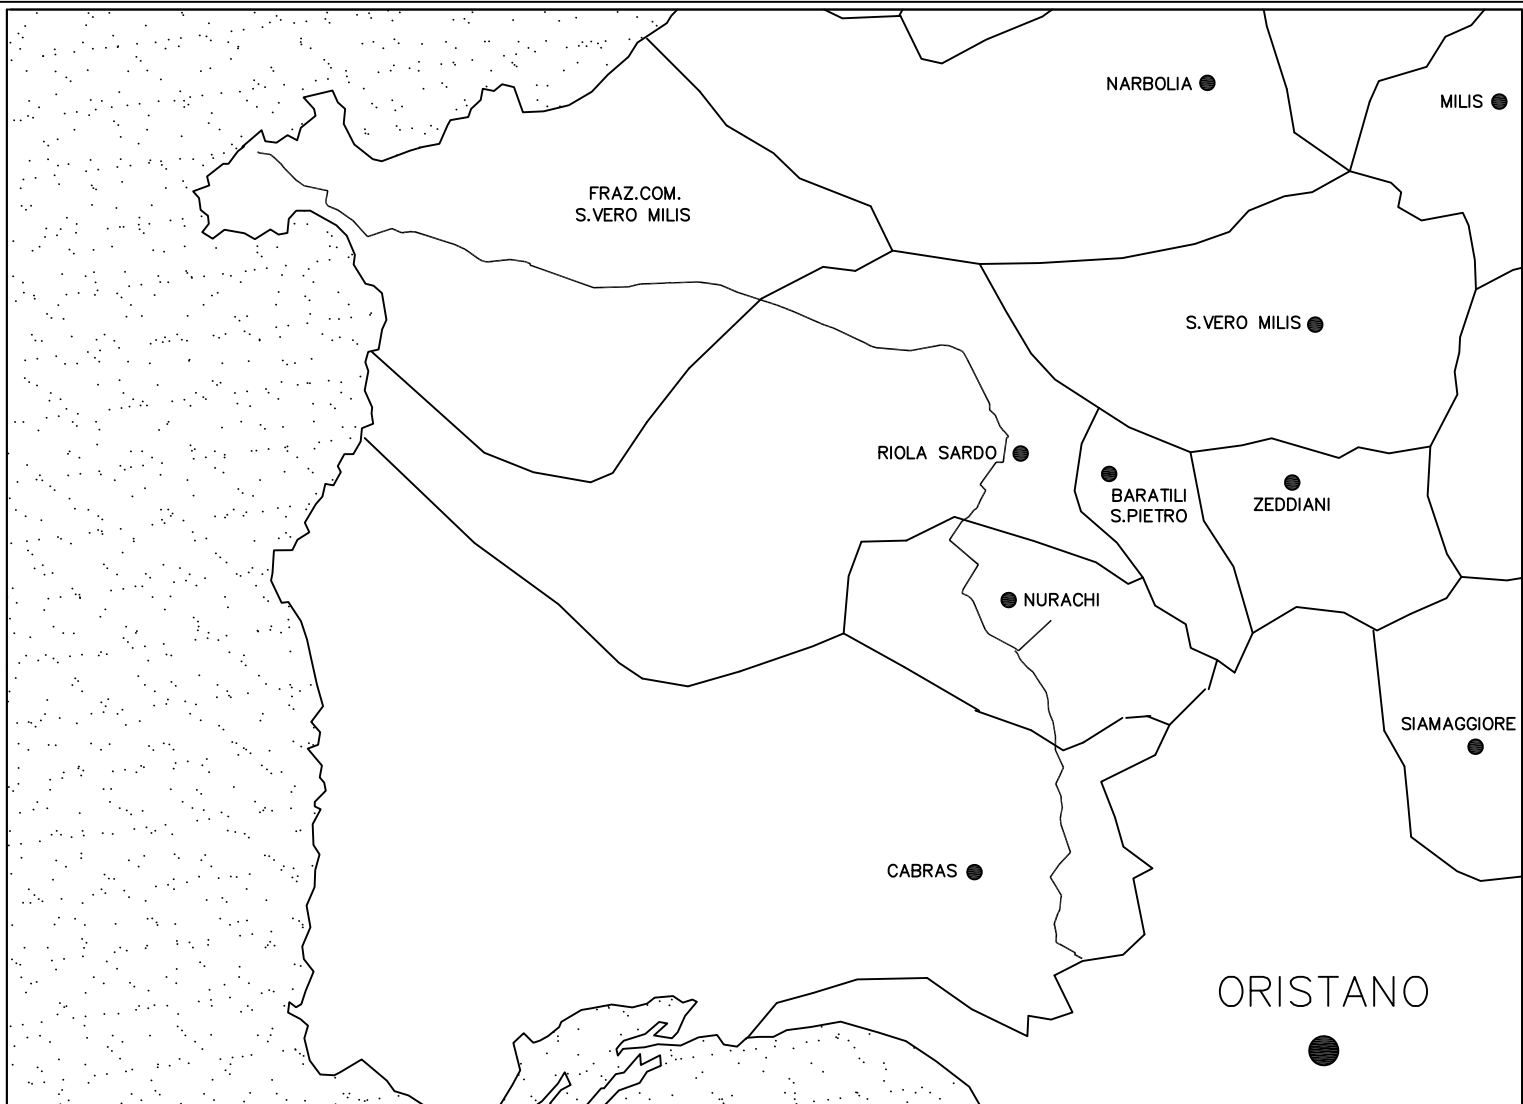 NARBOLIA
MILIS
FRAZ.COM.
S.VERO MILIS
S.VERO MILIS
RIOLA SARDO
BARATILI
S.PIETRO
ZEDDIANI
NURACHI
SIAMAGGIORE
CABRAS
ORISTANO